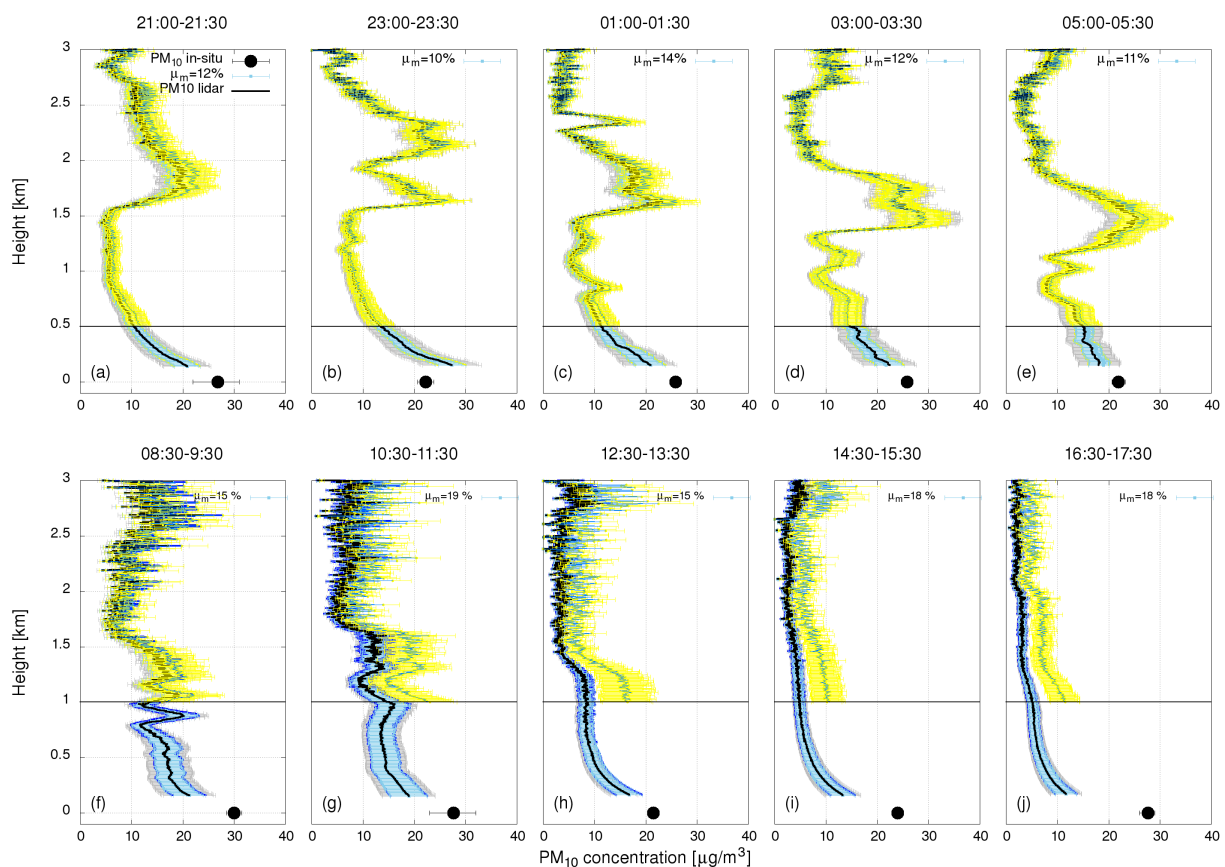 21:00-21:30 23:00-23:30 01:00-01:30 03:00-03:30 05:00-05:30
3 PM10 in-situ μm=10% μm=14% μm=12% μm=11%
μm=12%
PM10 lidar
2.5
2
Height [km]
1.5
1
0.5
0 (a) (b) (c) (d) (e)
0 10 20 30 40 0 10 20 30 40 0 10 20 30 40 0 10 20 30 40 0 10 20 30 40
08:30-9:30 10:30-11:30 12:30-13:30 14:30-15:30 16:30-17:30
3 μm=15 % μm=19 % μm=15 % μm=18 % μm=18 %
2.5
2
Height [km]
1.5
1
0.5
0 (f) (g) (h) (i) (j)
0 10 20 30 40 0 10 20 30 40 0 10 20 30 40 0 10 20 30 40 0 10 20 30 40
PM10 concentration [μg/m³]